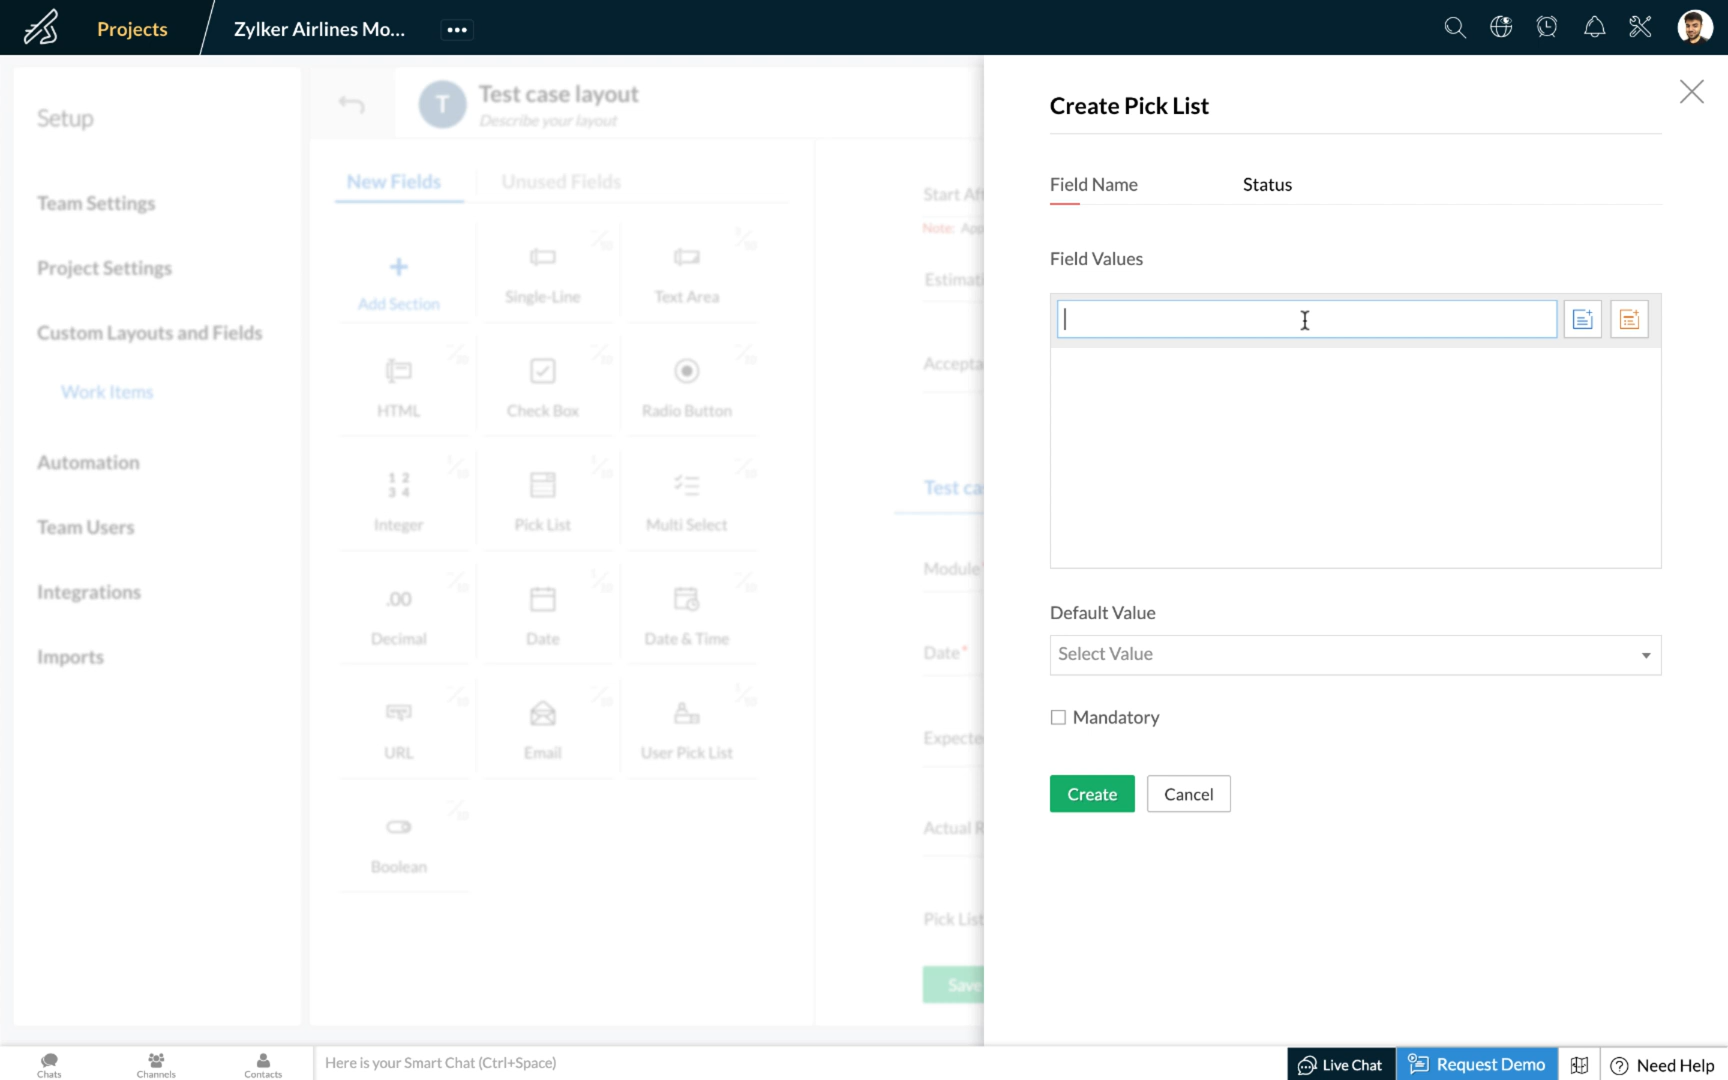 Projects
Zylker Airlines Mo...
Setup
Team Settings
Project Settings
Custom Layouts and Fields
Work Items
Automation
Team Users
Integrations
Imports
T
Test case layout
Describe your layout
New Fields
Unused Fields
Add Section
Single-Line
Text Area
HTML
Check Box
Radio Button
1 2
3 4
Integer
Pick List
Multi Select
.00
Decimal
Date
Date & Time
URL
Email
User Pick List
Boolean
Start Af
Note: App
Estimati
Accepta
Test ca
Module
Date*
Expecte
Actual R
Pick List
Save
Create Pick List
Field Name
Status
Field Values
Default Value
Select Value
Mandatory
Create
Cancel
Chats
Channels
Contacts
Here is your Smart Chat (Ctrl+Space)
Live Chat
Request Demo
Need Help